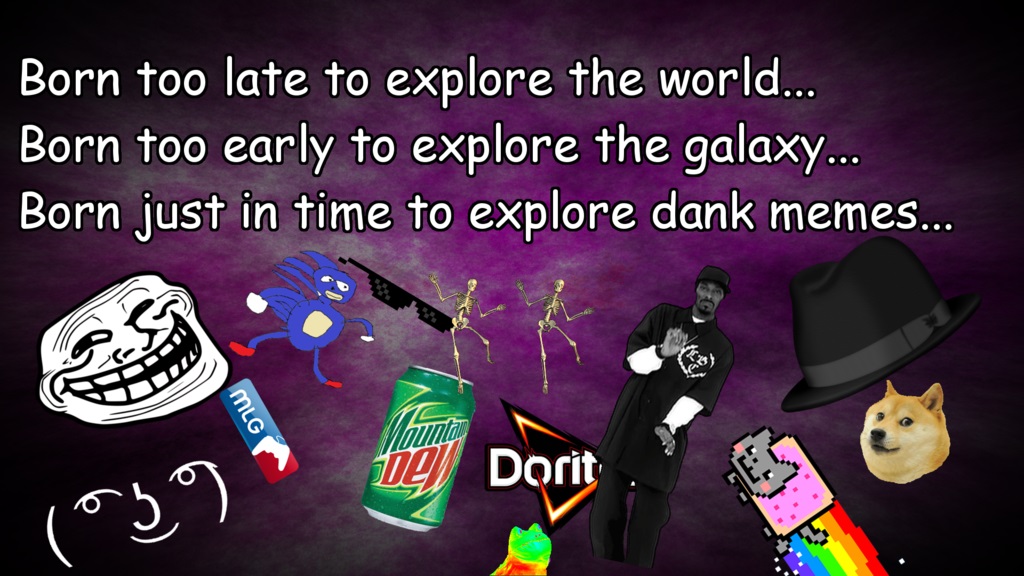 Born too late to explore the world...
Born too early to explore the galaxy...
Born just in time to explore dank memes...
MLG
Mountain
DEW
Dorit
( ͡° ͜ʖ ͡°)